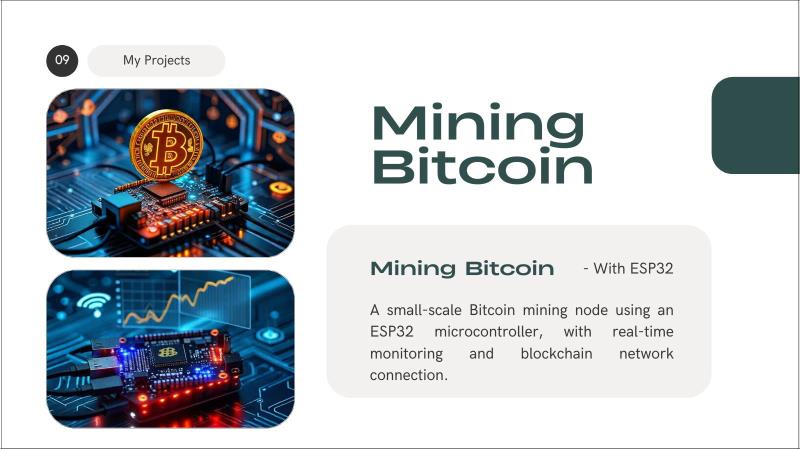 09
My Projects
Mining
Bitcoin
Mining Bitcoin - With ESP32
A small-scale Bitcoin mining node using an
ESP32 microcontroller, with real-time
monitoring and blockchain network
connection.